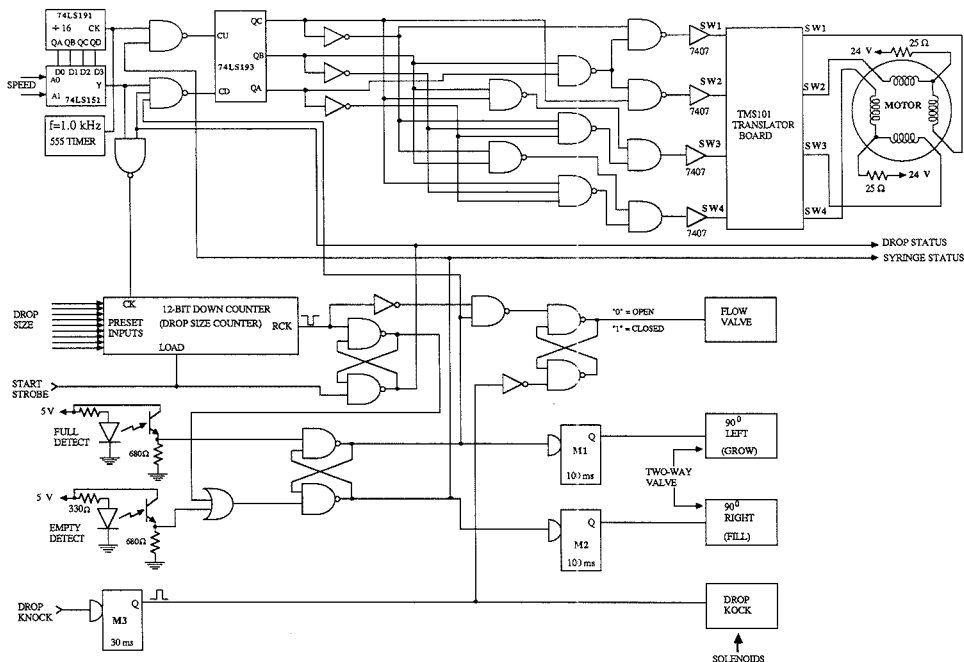 74LS191
÷ 16 CK
QA QB QC QD
D0 D1 D2 D3
A0 Y
A1
74LS151
SPEED
f=1.0 kHz
555 TIMER
CU
CD
74LS193
QC
QB
QA
SW1
7407
SW2
7407
SW3
7407
SW4
7407
TMS101
TRANSLATOR
BOARD
SW1
SW2
SW3
SW4
25 Ω
24 V
MOTOR
24 V
25 Ω
DROP STATUS
SYRINGE STATUS
CK
DROP
SIZE
PRESET
INPUTS
12-BIT DOWN COUNTER
(DROP SIZE COUNTER)
RCK
LOAD
"0" = OPEN
"1" = CLOSED
FLOW
VALVE
START
STROBE
5 V
FULL
DETECT
680Ω
5 V
330Ω
EMPTY
DETECT
680Ω
Q
M1
100 ms
90⁰
LEFT
(GROW)
TWO-WAY
VALVE
Q
M2
100 ms
90⁰
RIGHT
(FILL)
DROP
KNOCK
Q
M3
30 ms
DROP
KOCK
SOLENOIDS